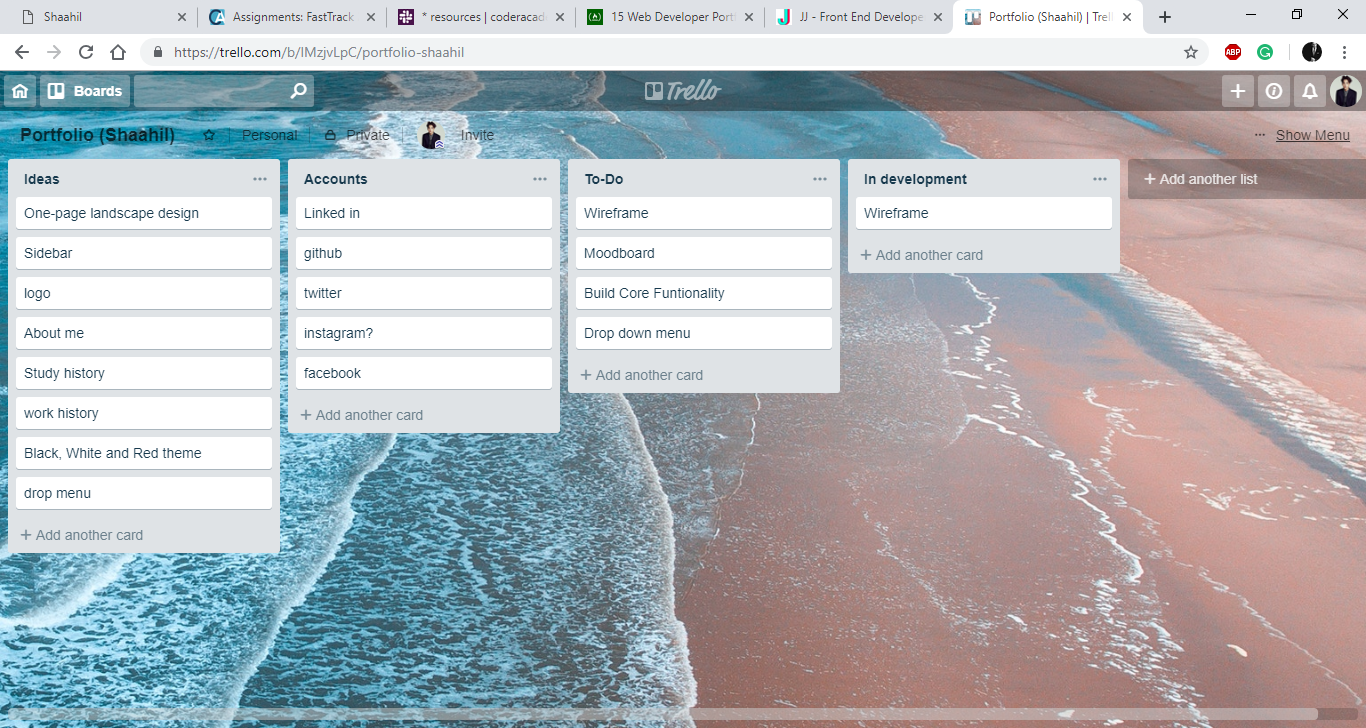 Shaahil
Assignments: FastTrack
* resources | coderacad
15 Web Developer Port
JJ - Front End Develope
Portfolio (Shaahil) | Trel
https://trello.com/b/IMzjvLpC/portfolio-shaahil
ABP
Boards
Trello
Portfolio (Shaahil)
Personal
Private
Invite
Show Menu
Ideas
One-page landscape design
Sidebar
logo
About me
Study history
work history
Black, White and Red theme
drop menu
+ Add another card
Accounts
Linked in
github
twitter
instagram?
facebook
+ Add another card
To-Do
Wireframe
Moodboard
Build Core Funtionality
Drop down menu
+ Add another card
In development
Wireframe
+ Add another card
+ Add another list